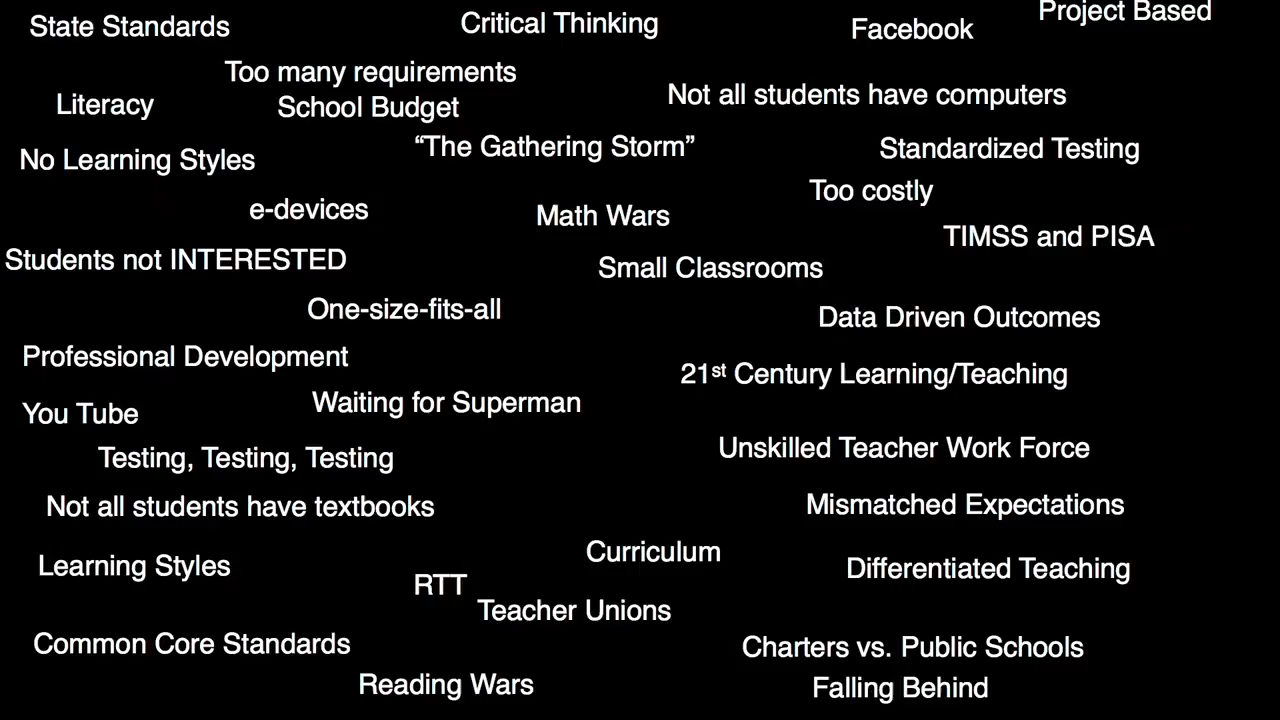 Project Based
State Standards
Critical Thinking
Facebook
Too many requirements
Literacy
School Budget
Not all students have computers
“The Gathering Storm”
Standardized Testing
No Learning Styles
Too costly
e-devices
Math Wars
TIMSS and PISA
Students not INTERESTED
Small Classrooms
One-size-fits-all
Data Driven Outcomes
Professional Development
21st Century Learning/Teaching
Waiting for Superman
You Tube
Unskilled Teacher Work Force
Testing, Testing, Testing
Not all students have textbooks
Mismatched Expectations
Curriculum
Learning Styles
Differentiated Teaching
RTT
Teacher Unions
Common Core Standards
Charters vs. Public Schools
Reading Wars
Falling Behind